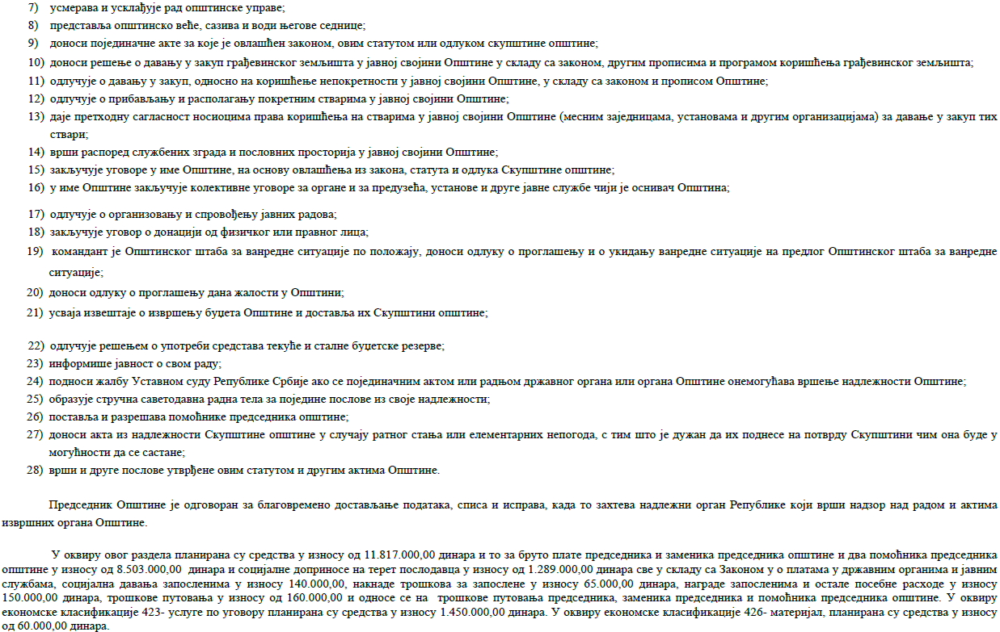 7) усмерава и усклађује рад општинске управе;
8) представља општинско веће, сазива и води његове седнице;
9) доноси појединачне акте за које је овлашћен законом, овим статутом или одлуком скупштине општине;
10) доноси решење о давању у закуп грађевинског земљишта у јавној својини Општине у складу са законом, другим прописима и програмом коришћења грађевинског земљишта;
11) одлучује о давању у закуп, односно на коришћење непокретности у јавној својини Општине, у складу са законом и прописом Општине;
12) одлучује о прибављању и располагању покретним стварима у јавној својини Општине;
13) даје претходну сагласност носиоцима права коришћења на стварима у јавној својини Општине (месним заједницама, установама и другим организацијама) за давање у закуп тих
ствари;
14) врши распоред службених зграда и пословних просторија у јавној својини Општине;
15) закључује уговоре у име Општине, на основу овлашћења из закона, статута и одлука Скупштине општине;
16) у име Општине закључује колективне уговоре за органе и за предузећа, установе и друге јавне службе чији је оснивач Општина;
17) одлучује о организовању и спровођењу јавних радова;
18) закључује уговор о донацији од физичког или правног лица;
19) командант је Општинског штаба за ванредне ситуације по положају, доноси одлуку о проглашењу и о укидању ванредне ситуације на предлог Општинског штаба за ванредне
ситуације;
20) доноси одлуку о проглашењу дана жалости у Општини;
21) усваја извештаје о извршењу буџета Општине и доставља их Скупштини општине;
22) одлучује решењем о употреби средстава текуће и сталне буџетске резерве;
23) информише јавност о свом раду;
24) подноси жалбу Уставном суду Републике Србије ако се појединачним актом или радњом државног органа или органа Општине онемогућава вршење надлежности Општине;
25) образује стручна саветодавна радна тела за поједине послове из своје надлежности;
26) поставља и разрешава помоћнике председника општине;
27) доноси акта из надлежности Скупштине општине у случају ратног стања или елементарних непогода, с тим што је дужан да их поднесе на потврду Скупштини чим она буде у
могућности да се састане;
28) врши и друге послове утврђене овим статутом и другим актима Општине.
Председник Општине је одговоран за благовремено достављање података, списа и исправа, када то захтева надлежни орган Републике који врши надзор над радом и актима
извршних органа Општине.
У оквиру овог раздела планирана су средства у износу од 11.817.000,00 динара и то за бруто плате председника и заменика председника општине и два помоћника председника
општине у износу од 8.503.000,00 динара и социјалне доприносе на терет послодавца у износу од 1.289.000,00 динара све у складу са Законом у о платама у државним органима и јавним
службама, социјална давања запосленима у износу 140.000,00, накнаде трошкова за запослене у износу 65.000,00 динара, награде запосленима и остале посебне расходе у износу
150.000,00 динара, трошкове путовања у износу од 160.000,00 и односе се на трошкове путовања председника, заменика председника и помоћника председника општине. У оквиру
економске класификације 423- услуге по уговору планирана су средства у износу 1.450.000,00 динара. У оквиру економске класификације 426- материјал, планирана су средства у износу
од 60.000,00 динара.